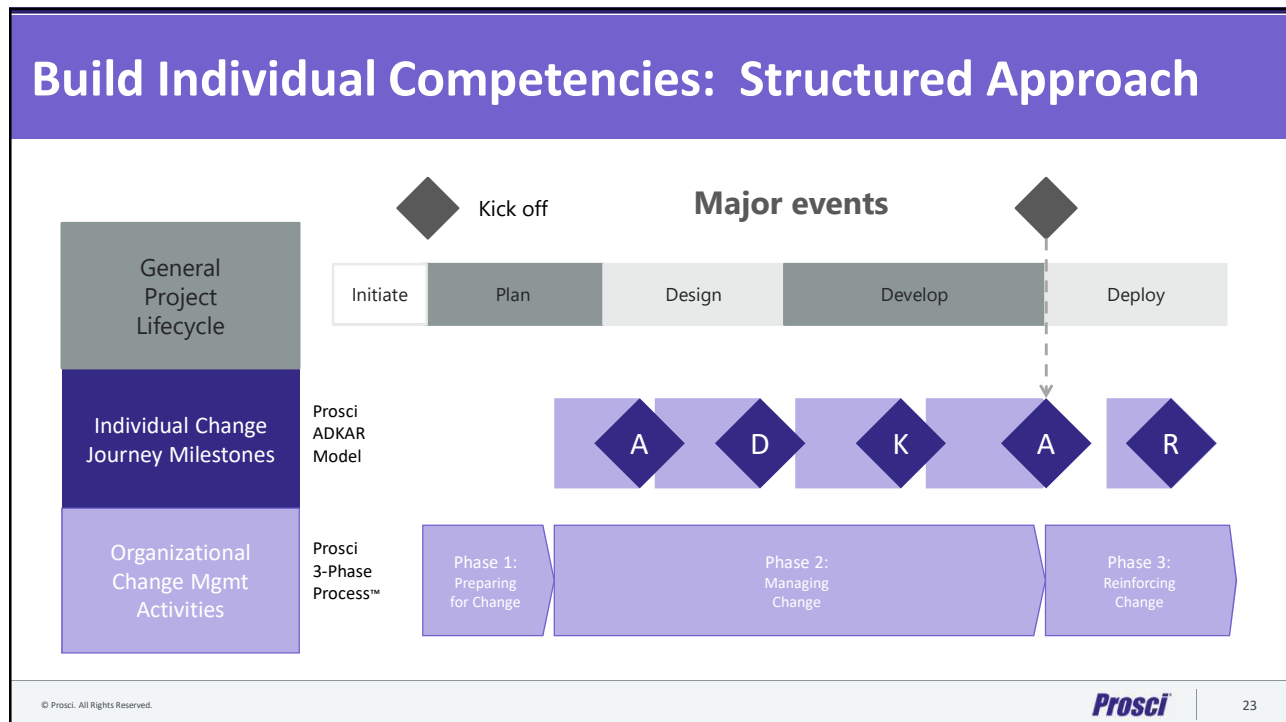 Build Individual Competencies: Structured Approach
Kick off
Major events
General
Project
Lifecycle
Initiate
Plan
Design
Develop
Deploy
Individual Change
Journey Milestones
Prosci
ADKAR
Model
A
D
K
A
R
Organizational
Change Mgmt
Activities
Prosci
3-Phase
Process™
Phase 1:
Preparing
for Change
Phase 2:
Managing
Change
Phase 3:
Reinforcing
Change
© Prosci. All Rights Reserved.
Prosci
23